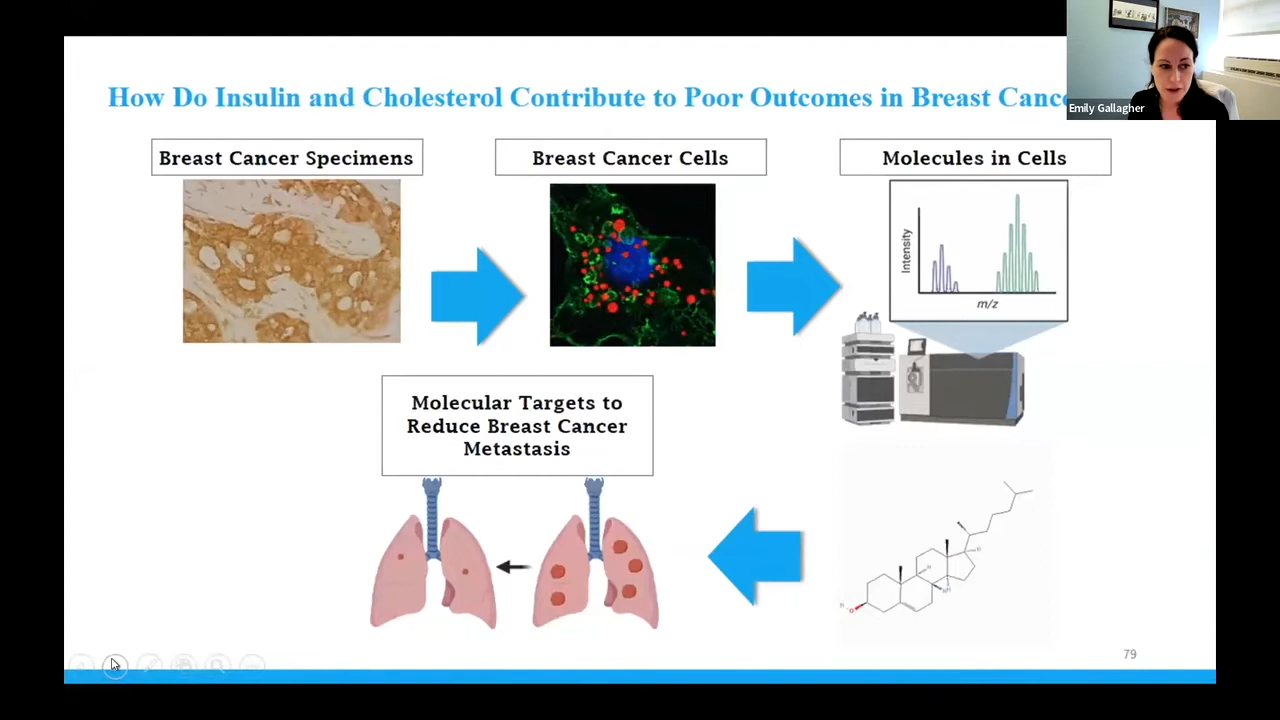 How Do Insulin and Cholesterol Contribute to Poor Outcomes in Breast Canc
Emily Gallagher
Breast Cancer Specimens
Breast Cancer Cells
Molecules in Cells
Intensity
m/z
Molecular Targets to
Reduce Breast Cancer
Metastasis
H
O
H
H
H
H
79